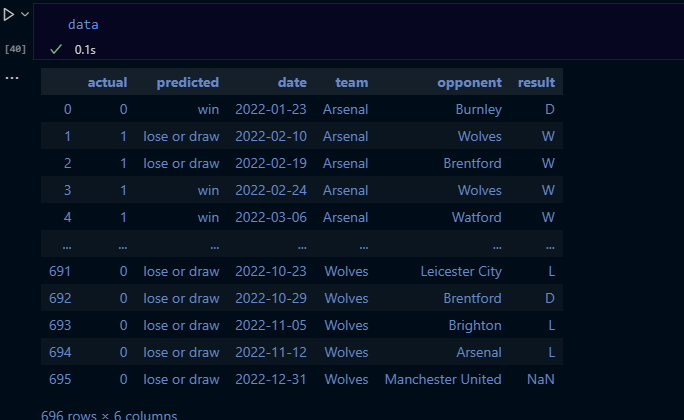 data
[40]
0.1s
...
actual predicted date team opponent result
0 0 win 2022-01-23 Arsenal Burnley D
1 1 lose or draw 2022-02-10 Arsenal Wolves W
2 1 lose or draw 2022-02-19 Arsenal Brentford W
3 1 win 2022-02-24 Arsenal Wolves W
4 1 win 2022-03-06 Arsenal Watford W
... ... ... ... ... ... ...
691 0 lose or draw 2022-10-23 Wolves Leicester City L
692 0 lose or draw 2022-10-29 Wolves Brentford D
693 0 lose or draw 2022-11-05 Wolves Brighton L
694 0 lose or draw 2022-11-12 Wolves Arsenal L
695 0 lose or draw 2022-12-31 Wolves Manchester United NaN
696 rows × 6 columns